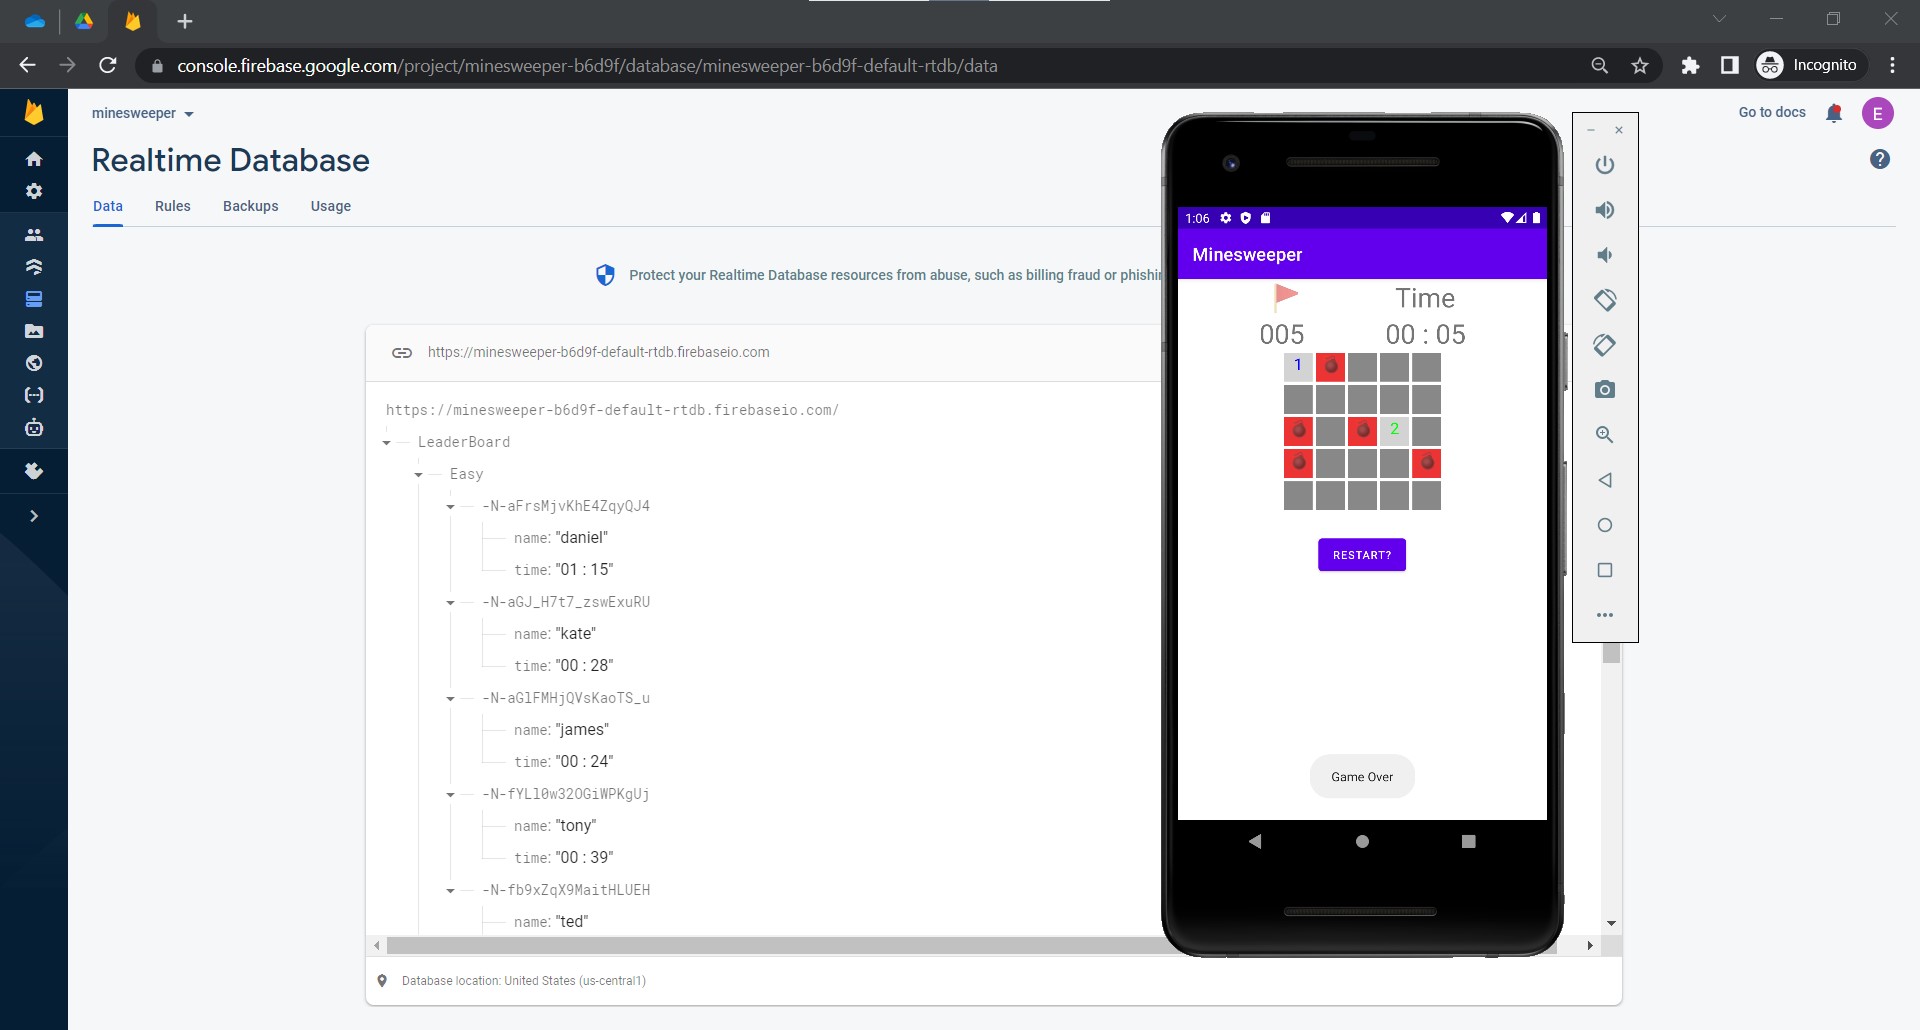 console.firebase.google.com/project/minesweeper-b6d9f/database/minesweeper-b6d9f-default-rtdb/data
Incognito
minesweeper
Go to docs
E
Realtime Database
?
Data Rules Backups Usage
Protect your Realtime Database resources from abuse, such as billing fraud or phishin
https://minesweeper-b6d9f-default-rtdb.firebaseio.com
https://minesweeper-b6d9f-default-rtdb.firebaseio.com/
LeaderBoard
Easy
-N-aFrsMjvKhE4ZqyQJ4
name: "daniel"
time: "01 : 15"
-N-aGJ_H7t7_zswExuRU
name: "kate"
time: "00 : 28"
-N-aGlFMHjQVsKaoTS_u
name: "james"
time: "00 : 24"
-N-fYLl0w32OGiWPKgUj
name: "tony"
time: "00 : 39"
-N-fb9xZqX9MaitHLUEH
name: "ted"
Database location: United States (us-central1)
1:06
Minesweeper
Time
005 00 : 05
1
2
RESTART?
Game Over